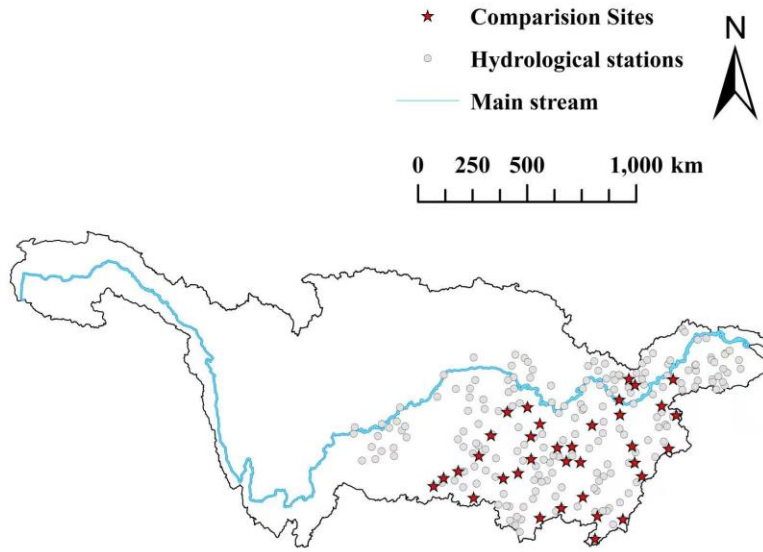 Comparision Sites
N
Hydrological stations
Main stream
0 250 500 1,000 km